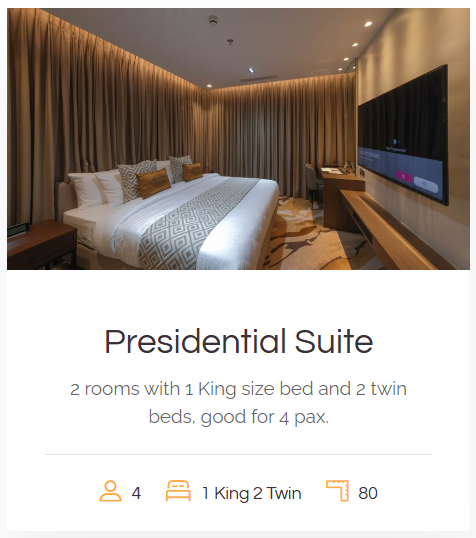 Presidential Suite
2 rooms with 1 King size bed and 2 twin
beds, good for 4 pax.
4 1 King 2 Twin 80